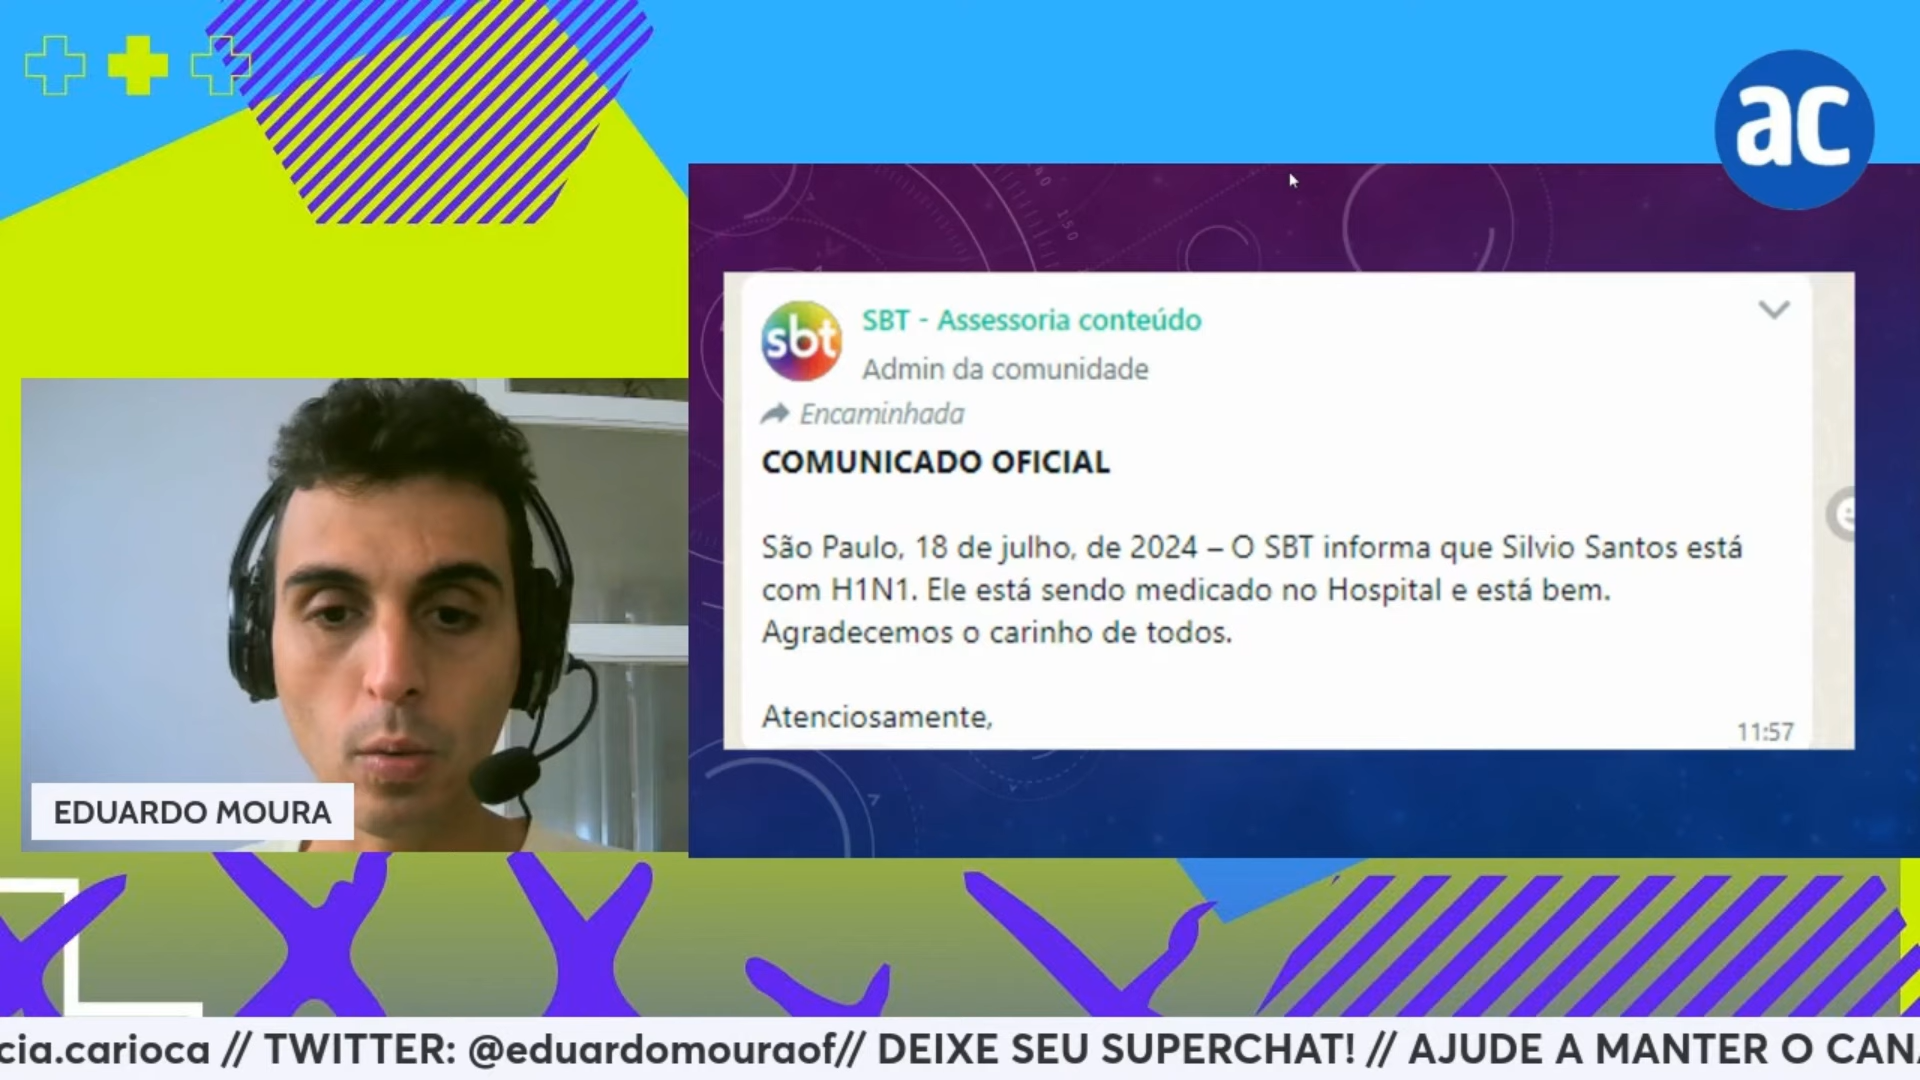 ac
sbt
SBT - Assessoria conteúdo
Admin da comunidade
Encaminhada
COMUNICADO OFICIAL
São Paulo, 18 de julho, de 2024 – O SBT informa que Silvio Santos está
com H1N1. Ele está sendo medicado no Hospital e está bem.
Agradecemos o carinho de todos.
Atenciosamente,
11:57
EDUARDO MOURA
cia.carioca // TWITTER: @eduardomouraof// DEIXE SEU SUPERCHAT! // AJUDE A MANTER O CAN